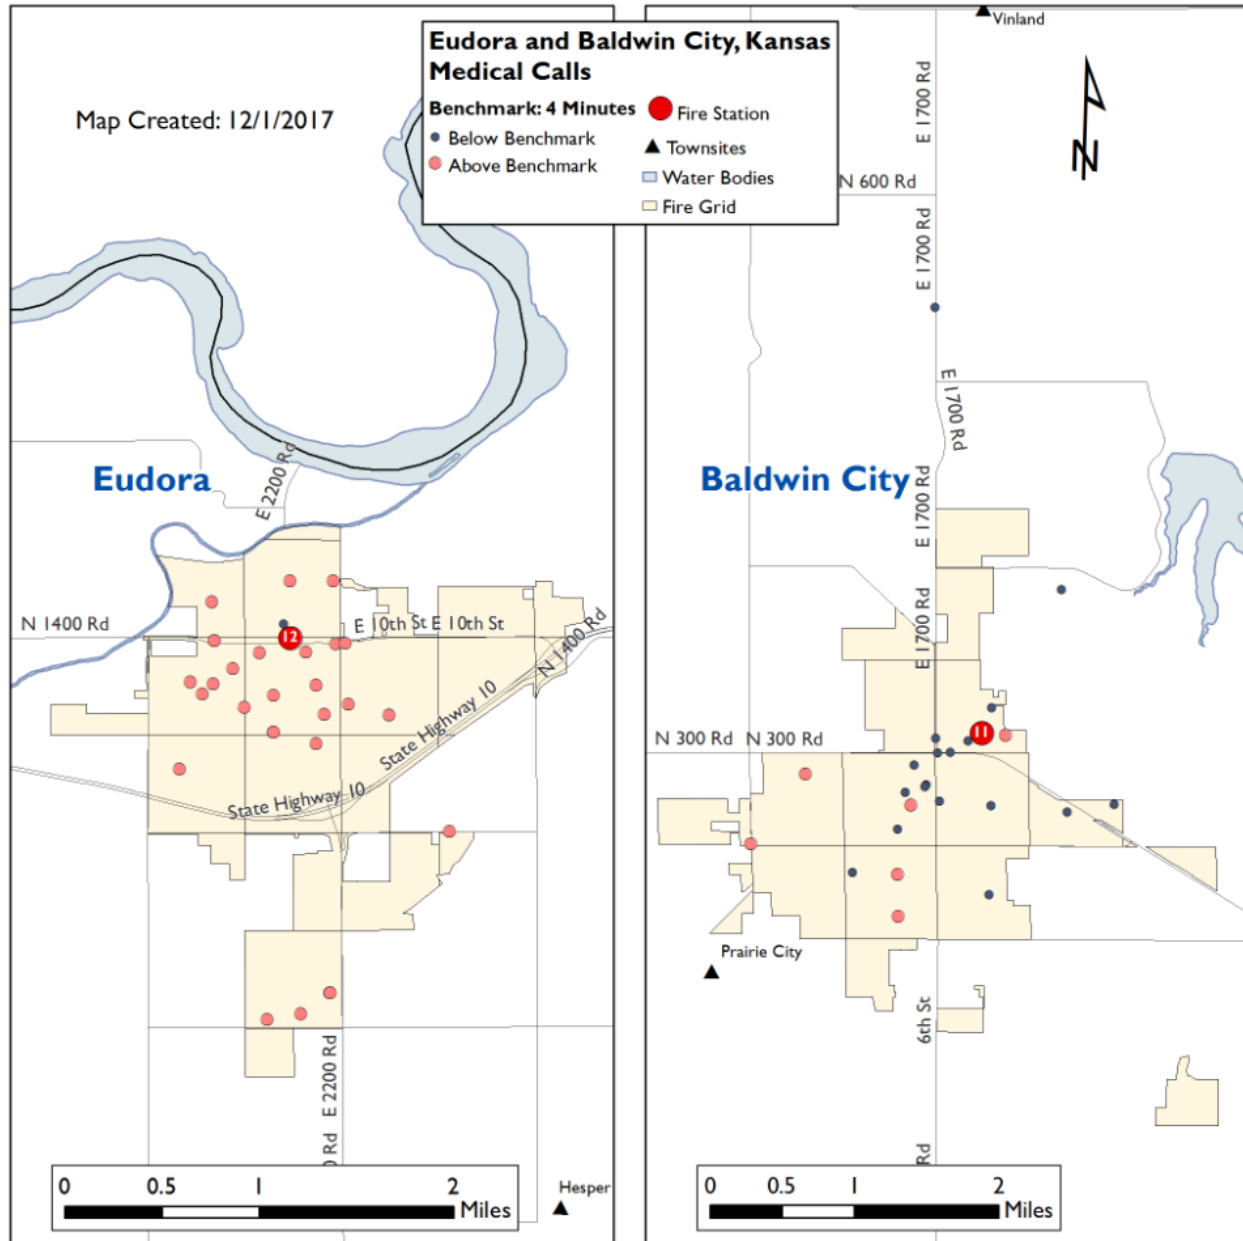 Vinland
Eudora and Baldwin City, Kansas
Medical Calls
Benchmark: 4 Minutes
Below Benchmark
Above Benchmark
Fire Station
Townsites
Water Bodies
Fire Grid
Map Created: 12/1/2017
E 1700 Rd
N
N 600 Rd
E 1700 Rd
E 1700 Rd
Eudora
E 2200 Rd
Baldwin City
E 1700 Rd
E 1700 Rd
N 1400 Rd
12
E 10th St
E 10th St
N 1400 Rd
State Highway 10
State Highway 10
N 300 Rd
N 300 Rd
11
Prairie City
6th St
E 2200 Rd
0 Rd
Rd
0 0.5 1 2
Miles
Hesper
0 0.5 1 2
Miles